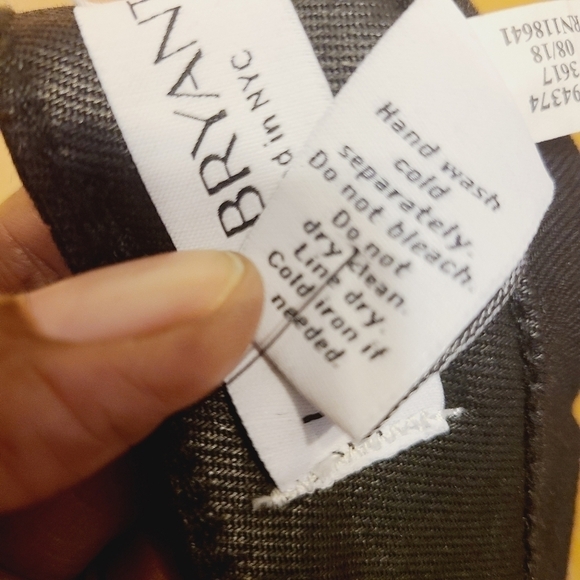 BRYANT
d in NYC
Hand wash
cold
separately.
Do not bleach.
Do not
dry clean.
Line dry.
Cold iron if
needed.
RN118641
08/18
3617
94374